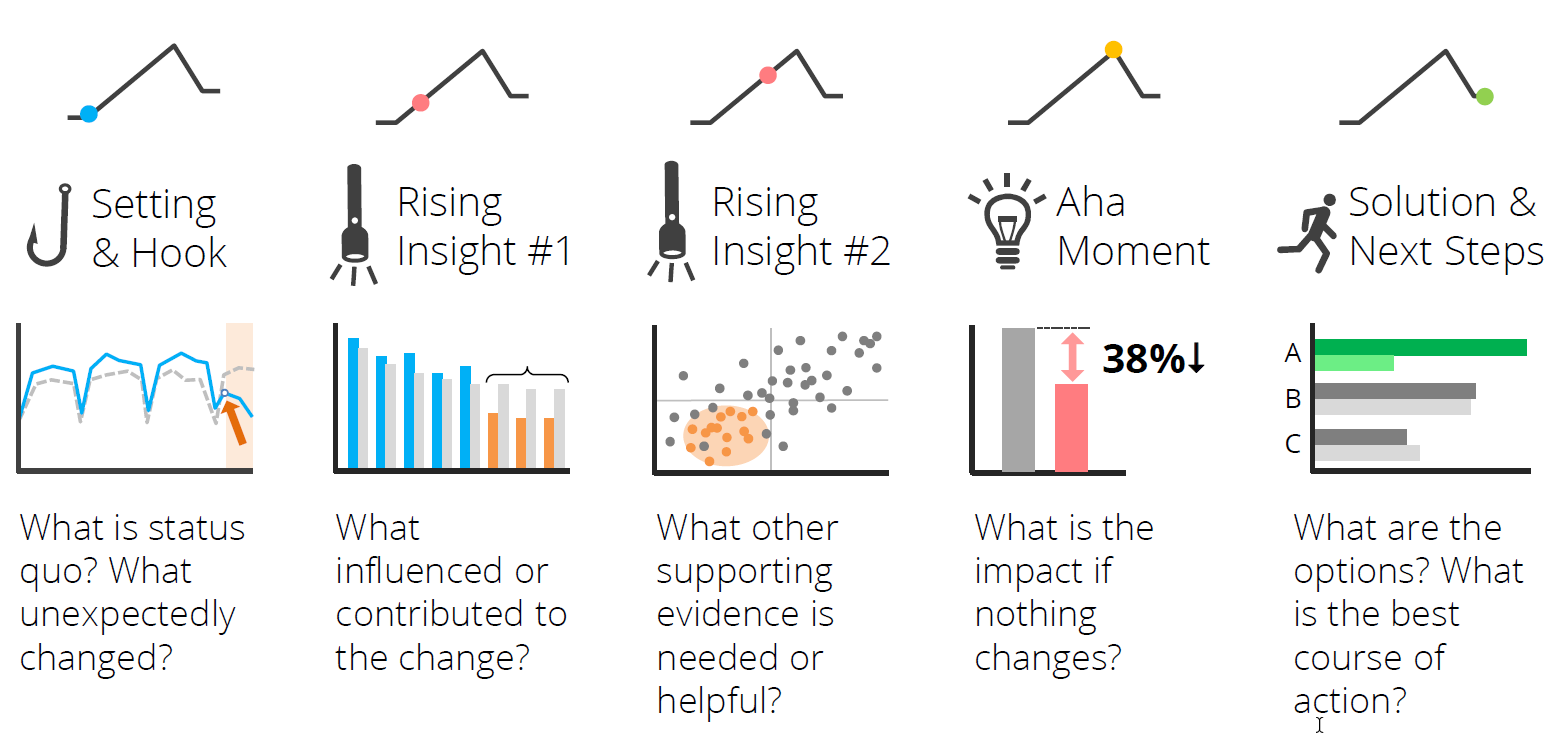 Setting
& Hook
Rising
Insight #1
Rising
Insight #2
Aha
Moment
Solution &
Next Steps
38%↓
A
B
C
What is status
quo? What
unexpectedly
changed?
What
influenced or
contributed to
the change?
What other
supporting
evidence is
needed or
helpful?
What is the
impact if
nothing
changes?
What are the
options? What
is the best
course of
action?